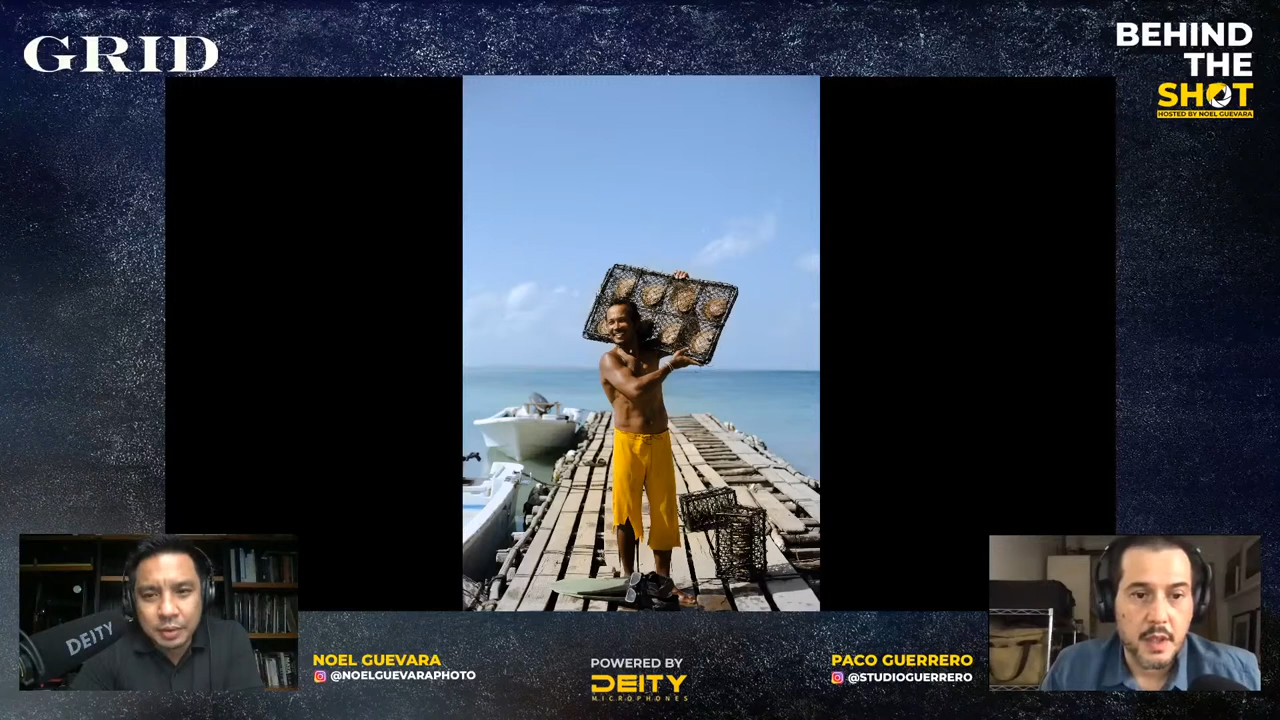 GRID
BEHIND
THE
SHOT
HOSTED BY NOEL GUEVARA
DEITY
NOEL GUEVARA
@NOELGUEVARAPHOTO
POWERED BY
DEITY
MICROPHONES
PACO GUERRERO
@STUDIOGUERRERO